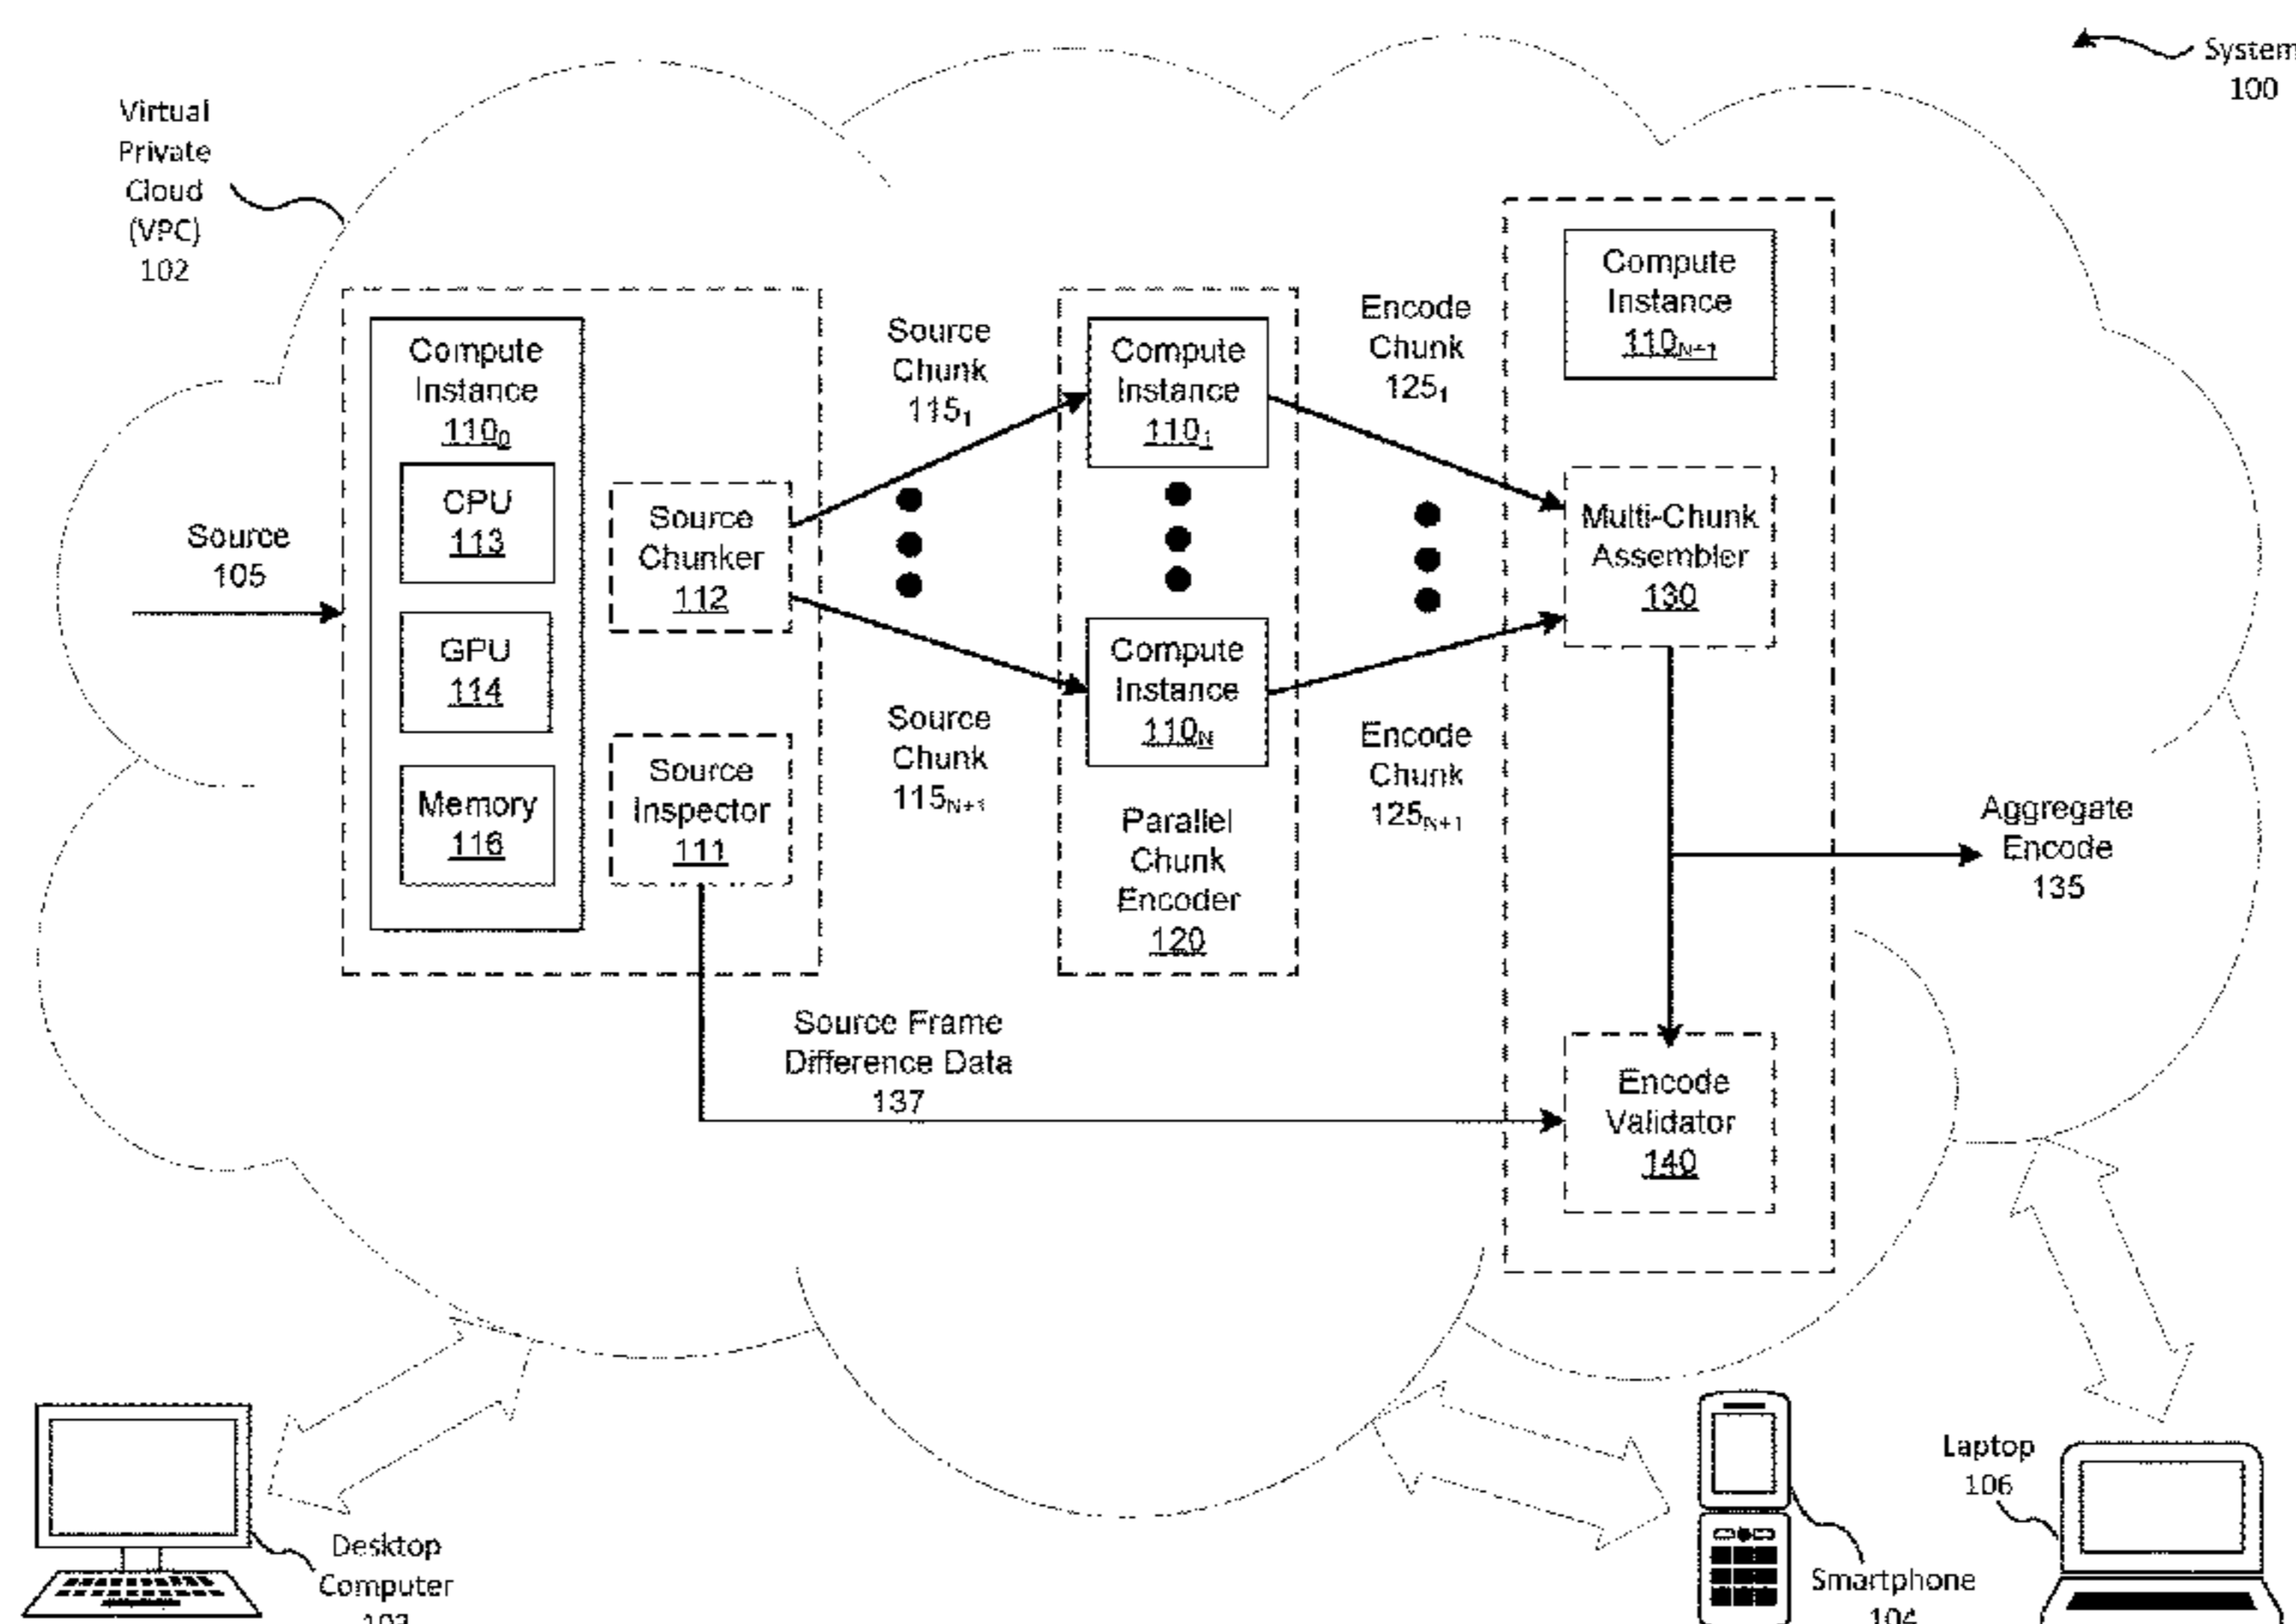 System
100
Virtual
Private
Cloud
(VPC)
102
Source
105
Compute
Instance
110₀
CPU
113
GPU
114
Memory
116
Source
Chunker
112
Source
Inspector
111
Source
Chunk
115₁
Source
Chunk
115N+1
Compute
Instance
110₁
Compute
Instance
110N
Parallel
Chunk
Encoder
120
Encode
Chunk
125₁
Encode
Chunk
125N+1
Compute
Instance
110N+1
Multi-Chunk
Assembler
130
Aggregate
Encode
135
Source Frame
Difference Data
137
Encode
Validator
140
Desktop
Computer
103
Smartphone
104
Laptop
106